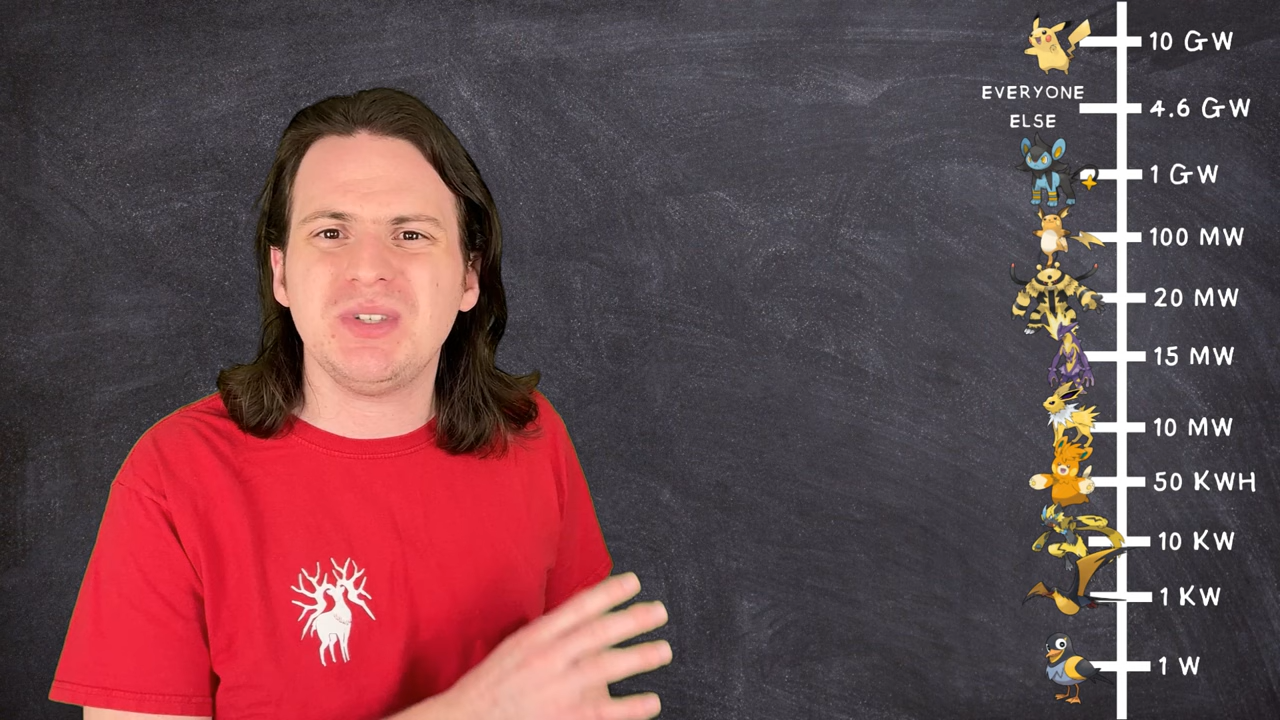 10 GW
EVERYONE
ELSE
4.6 GW
1 GW
100 MW
20 MW
15 MW
10 MW
50 KWH
10 KW
1 KW
1 W